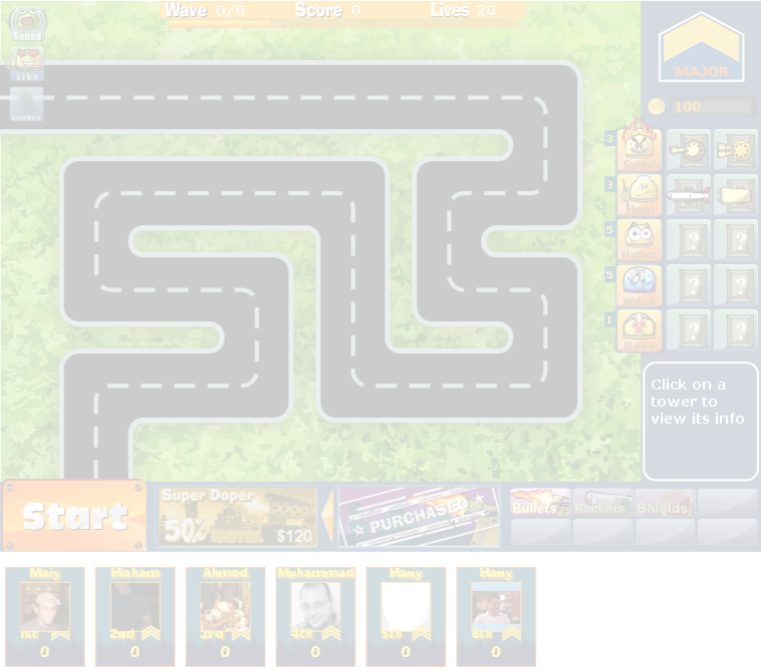 Wave 0/0 Score 0 Lives 20
Sound
Like
MAJOR
100
3
3
5
5
1
? ?
? ?
? ?
Click on a
tower to
view its info
Start
Super Doper
50%
$120
PURCHASED
Bullets Rockets Shields
Maiy Hisham Ahmad Muhammad Hany Hany
1st 2nd 3rd 4th 5th 6th
0 0 0 0 0 0